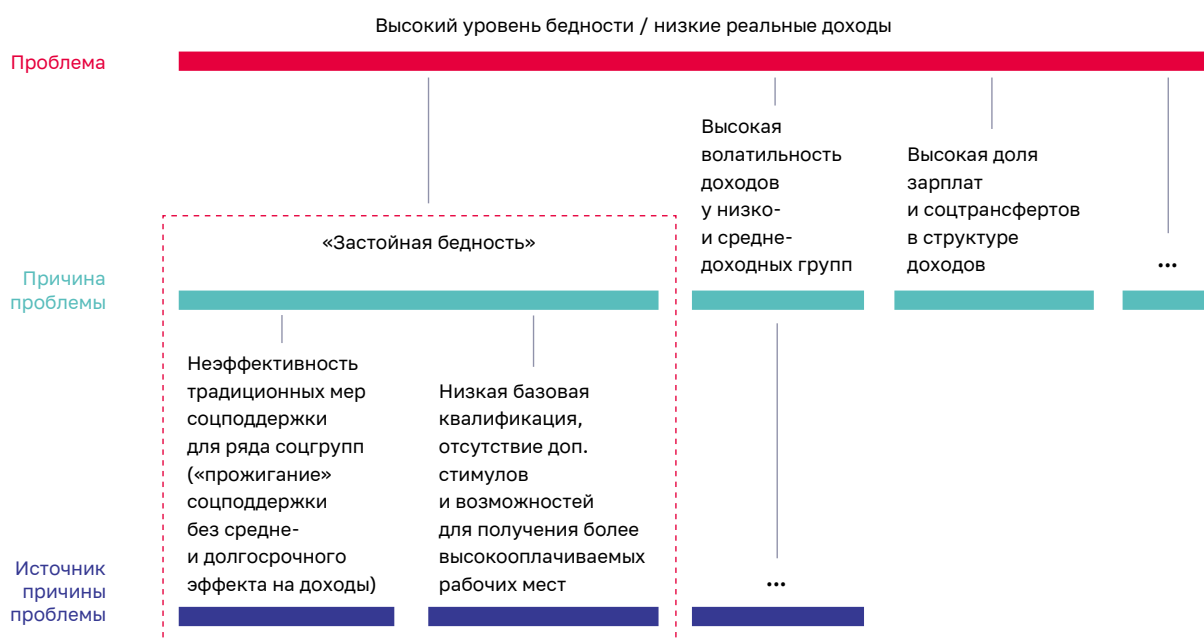 Высокий уровень бедности / низкие реальные доходы
Проблема
Высокая
волатильность
доходов
у низко-
и средне-
доходных групп
Высокая доля
зарплат
и соцтрансфертов
в структуре
доходов
...
«Застойная бедность»
Причина
проблемы
Неэффективность
традиционных мер
соцподдержки
для ряда соцгрупп
(«прожигание»
соцподдержки
без средне-
и долгосрочного
эффекта на доходы)
Низкая базовая
квалификация,
отсутствие доп.
стимулов
и возможностей
для получения более
высокооплачиваемых
рабочих мест
...
Источник
причины
проблемы